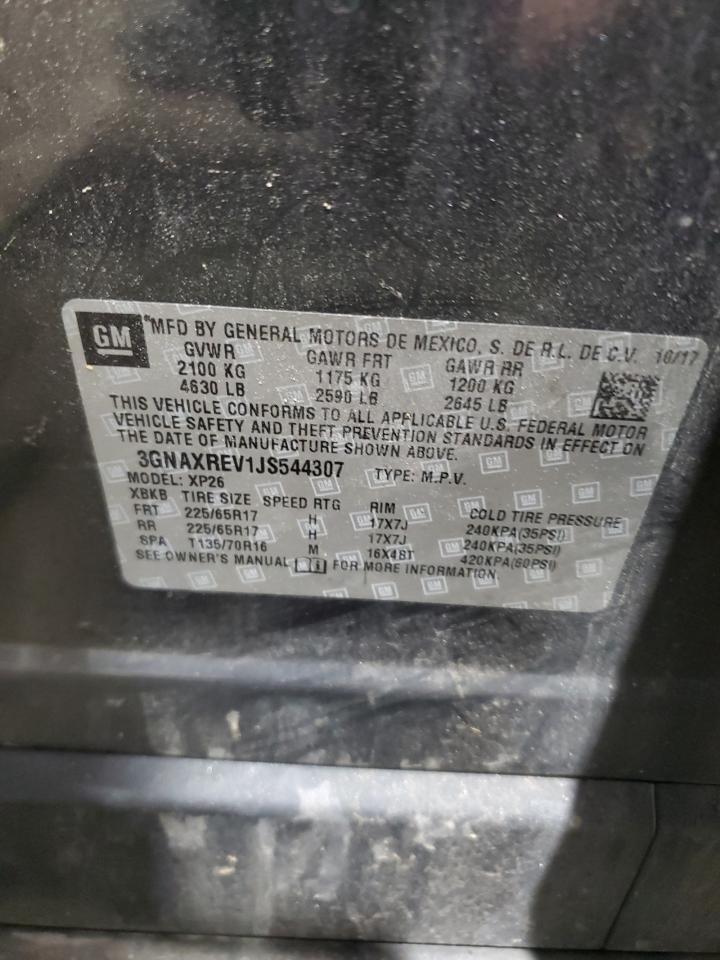 GM "MFD BY GENERAL MOTORS DE MEXICO, S. DE R.L. DE C.V. 10/17
GVWR GAWR FRT GAWR RR
2100 KG 1175 KG 1200 KG
4630 LB 2590 LB 2645 LB
THIS VEHICLE CONFORMS TO ALL APPLICABLE U.S. FEDERAL MOTOR
VEHICLE SAFETY AND THEFT PREVENTION STANDARDS IN EFFECT ON
THE DATE OF MANUFACTURE SHOWN ABOVE.
3GNAXREV1JS544307 TYPE: M.P.V.
MODEL: XP26
XBKB TIRE SIZE SPEED RTG RIM COLD TIRE PRESSURE
FRT 225/65R17 H 17X7J 240KPA(35PSI)
RR 225/65R17 H 17X7J 240KPA(35PSI)
SPA T135/70R16 M 16X4BT 420KPA(60PSI)
SEE OWNER'S MANUAL FOR MORE INFORMATION.